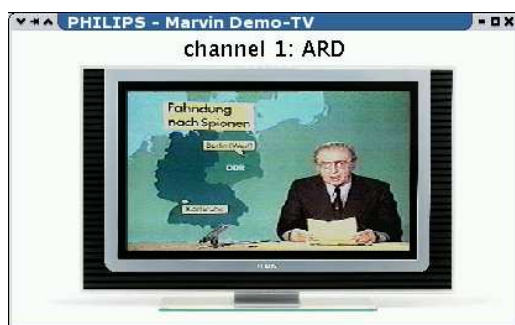 PHILIPS - Marvin Demo-TV
channel 1: ARD
Fahndung
nach Spionen
Berlin (West)
DDR
Karlsruhe